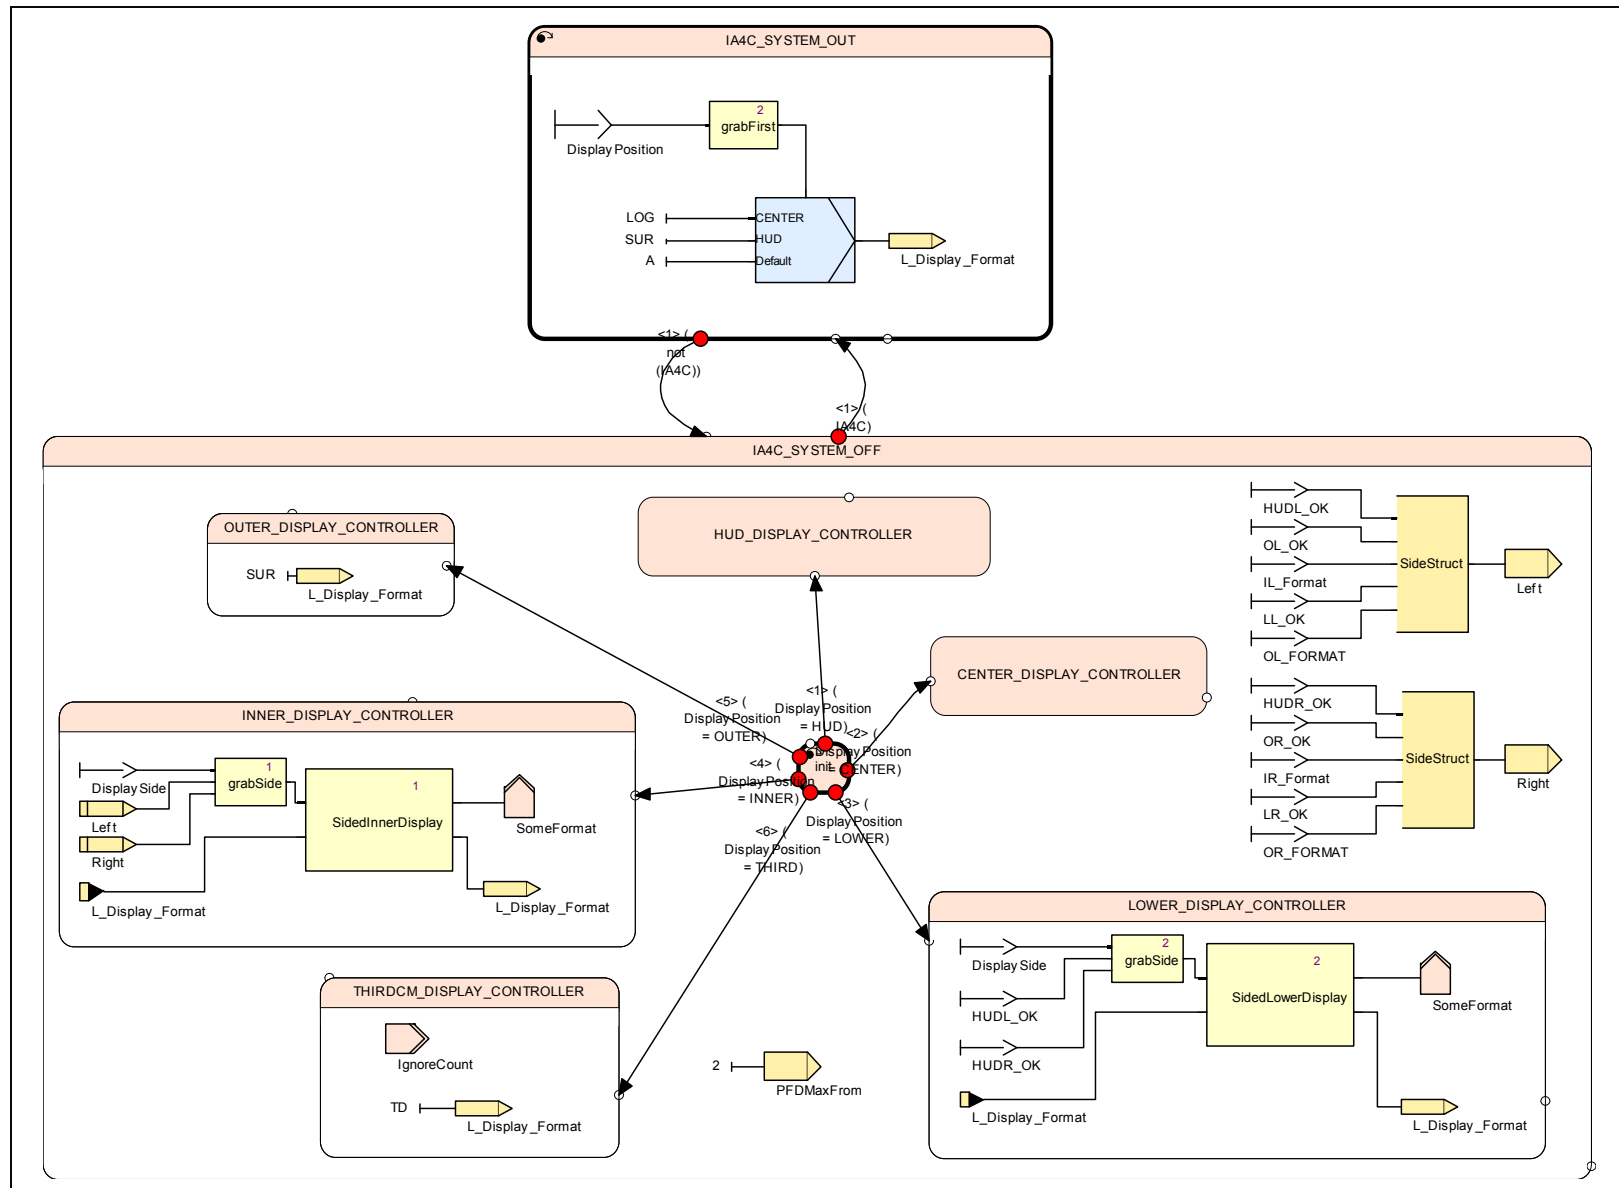 IA4C_SYSTEM_OUT
2
grabFirst
Display Position
LOG
CENTER
SUR
HUD
A
Default
L_Display_Format
<1> (
not
(IA4C))
<1> (
IA4C)
IA4C_SYSTEM_OFF
OUTER_DISPLAY_CONTROLLER
SUR
L_Display_Format
HUD_DISPLAY_CONTROLLER
HUDL_OK
OL_OK
IL_Format
LL_OK
OL_FORMAT
SideStruct
Left
CENTER_DISPLAY_CONTROLLER
HUDR_OK
OR_OK
IR_Format
LR_OK
OR_FORMAT
SideStruct
Right
<5> (
Display Position
= OUTER)
<1> (
Display Position
= HUD)
<2> (
Display Position
= CENTER)
init
<4> (
Display Position
= INNER)
<3> (
Display Position
= LOWER)
<6> (
Display Position
= THIRD)
INNER_DISPLAY_CONTROLLER
Display Side
Left
Right
L_Display_Format
1
grabSide
1
SidedInnerDisplay
SomeFormat
L_Display_Format
THIRDCM_DISPLAY_CONTROLLER
IgnoreCount
TD
L_Display_Format
2
PFDMaxFrom
LOWER_DISPLAY_CONTROLLER
Display Side
HUDL_OK
HUDR_OK
L_Display_Format
2
grabSide
2
SidedLowerDisplay
SomeFormat
L_Display_Format